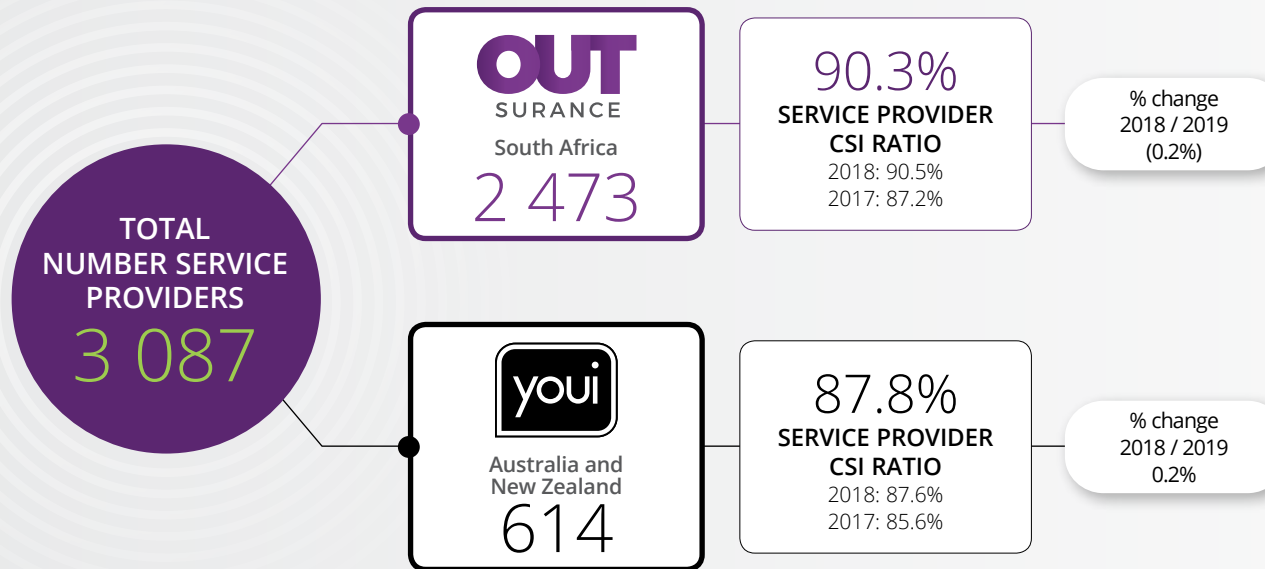 TOTAL
NUMBER SERVICE
PROVIDERS
3 087
OUT
SURANCE
South Africa
2 473
90.3%
SERVICE PROVIDER
CSI RATIO
2018: 90.5%
2017: 87.2%
% change
2018 / 2019
(0.2%)
youi
Australia and
New Zealand
614
87.8%
SERVICE PROVIDER
CSI RATIO
2018: 87.6%
2017: 85.6%
% change
2018 / 2019
0.2%